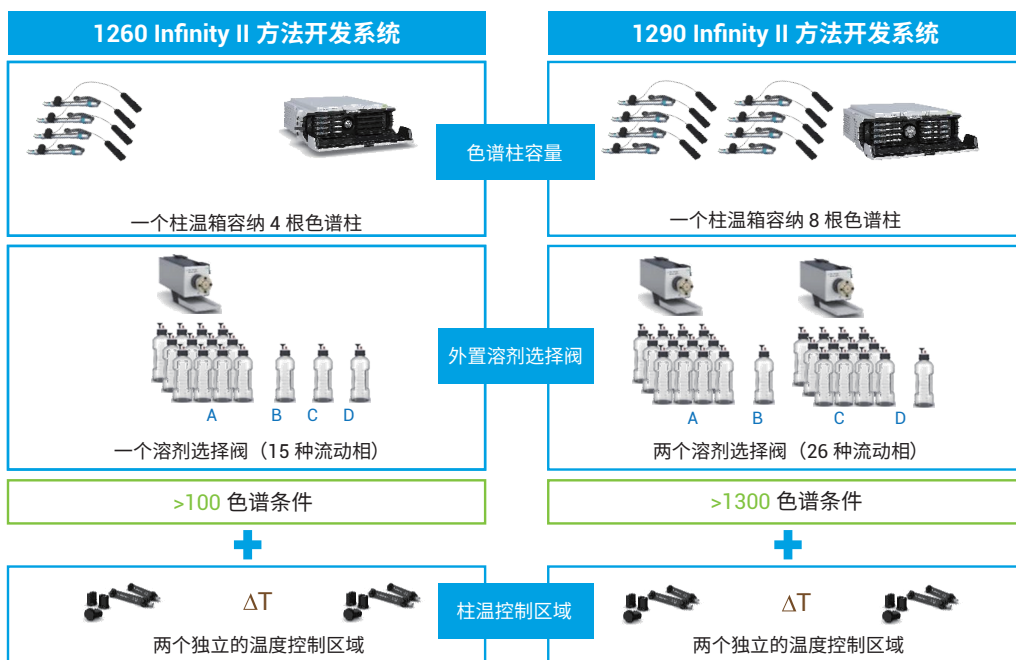 1260 Infinity II 方法开发系统
1290 Infinity II 方法开发系统
色谱柱容量
一个柱温箱容纳 4 根色谱柱
一个柱温箱容纳 8 根色谱柱
外置溶剂选择阀
A B C D
A B C D
一个溶剂选择阀（15 种流动相）
两个溶剂选择阀（26 种流动相）
>100 色谱条件
>1300 色谱条件
柱温控制区域
ΔT
ΔT
两个独立的温度控制区域
两个独立的温度控制区域